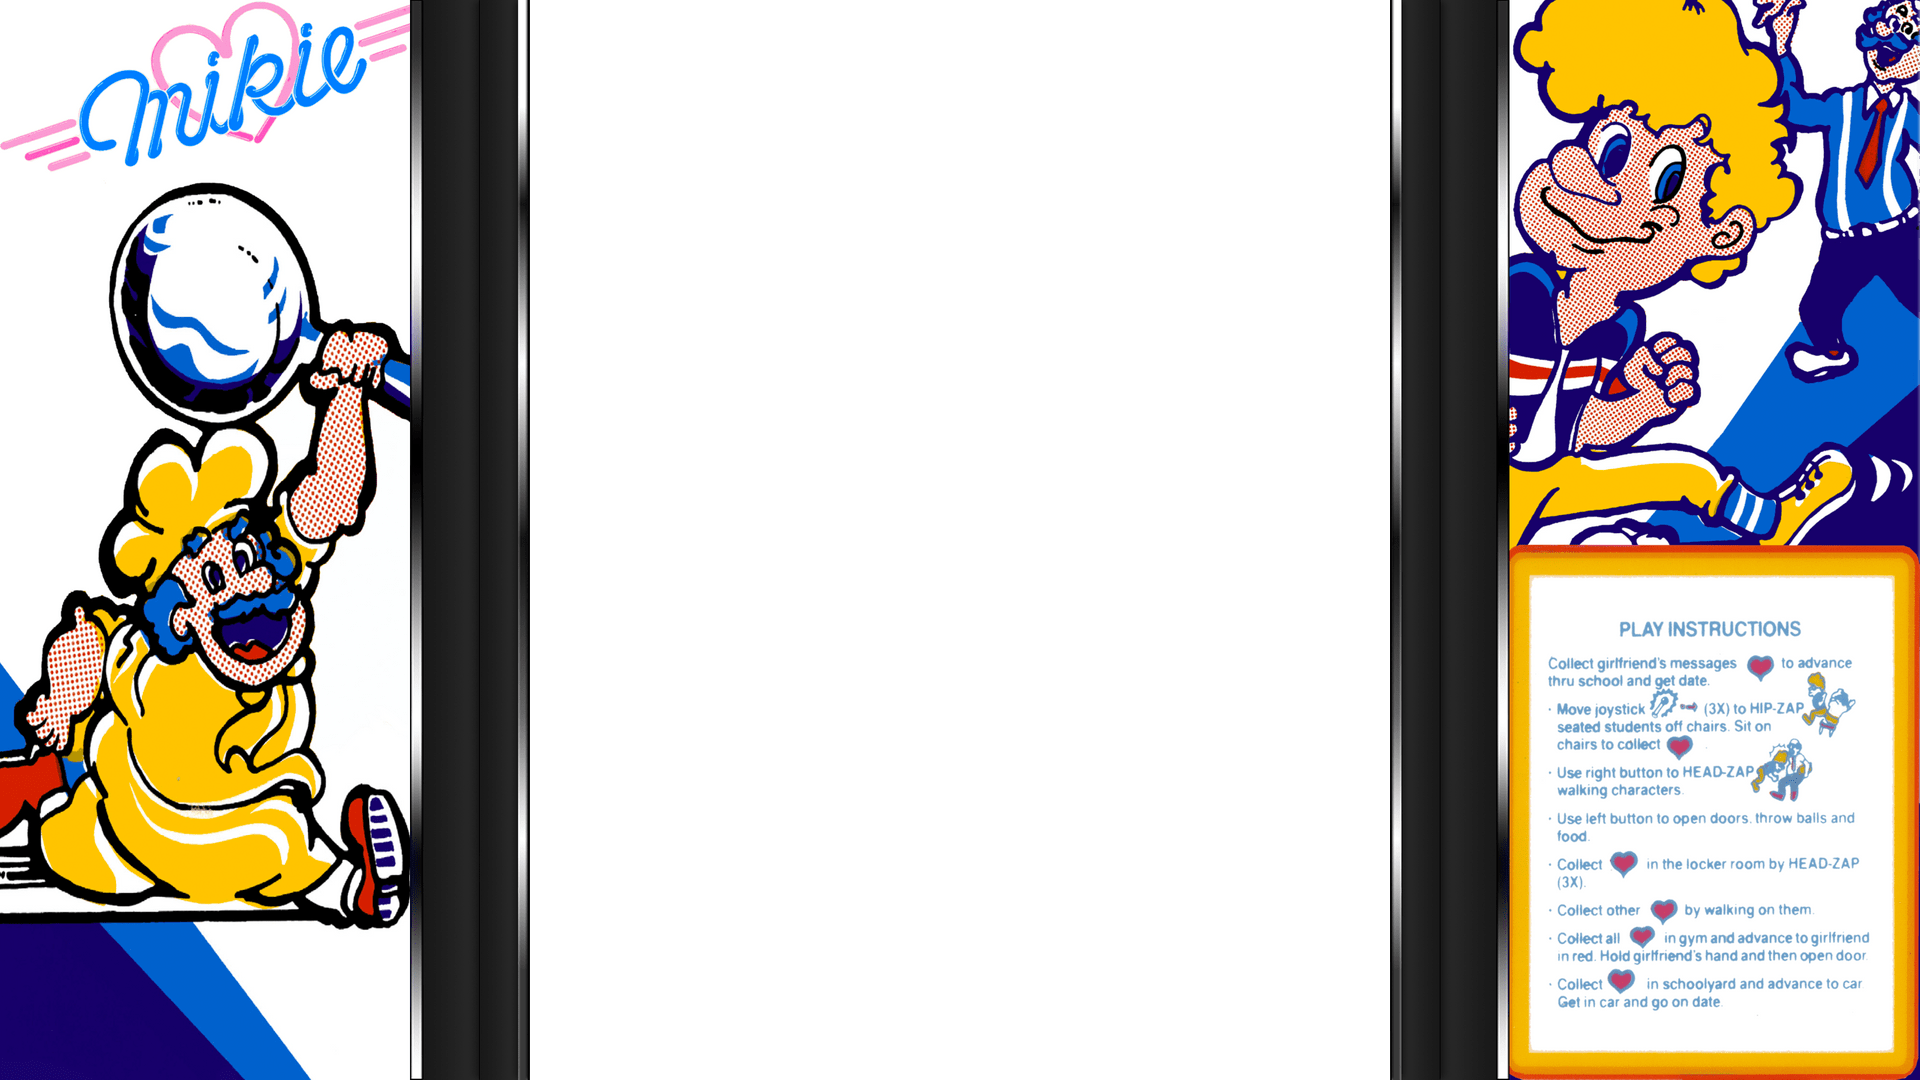 mikie
PLAY INSTRUCTIONS
Collect girlfriend's messages to advance
thru school and get date.
· Move joystick (3X) to HIP-ZAP
seated students off chairs. Sit on
chairs to collect
· Use right button to HEAD-ZAP
walking characters.
· Use left button to open doors, throw balls and
food.
· Collect in the locker room by HEAD-ZAP
(3X).
· Collect other by walking on them.
· Collect all in gym and advance to girlfriend
in red. Hold girlfriend's hand and then open door.
· Collect in schoolyard and advance to car
Get in car and go on date.